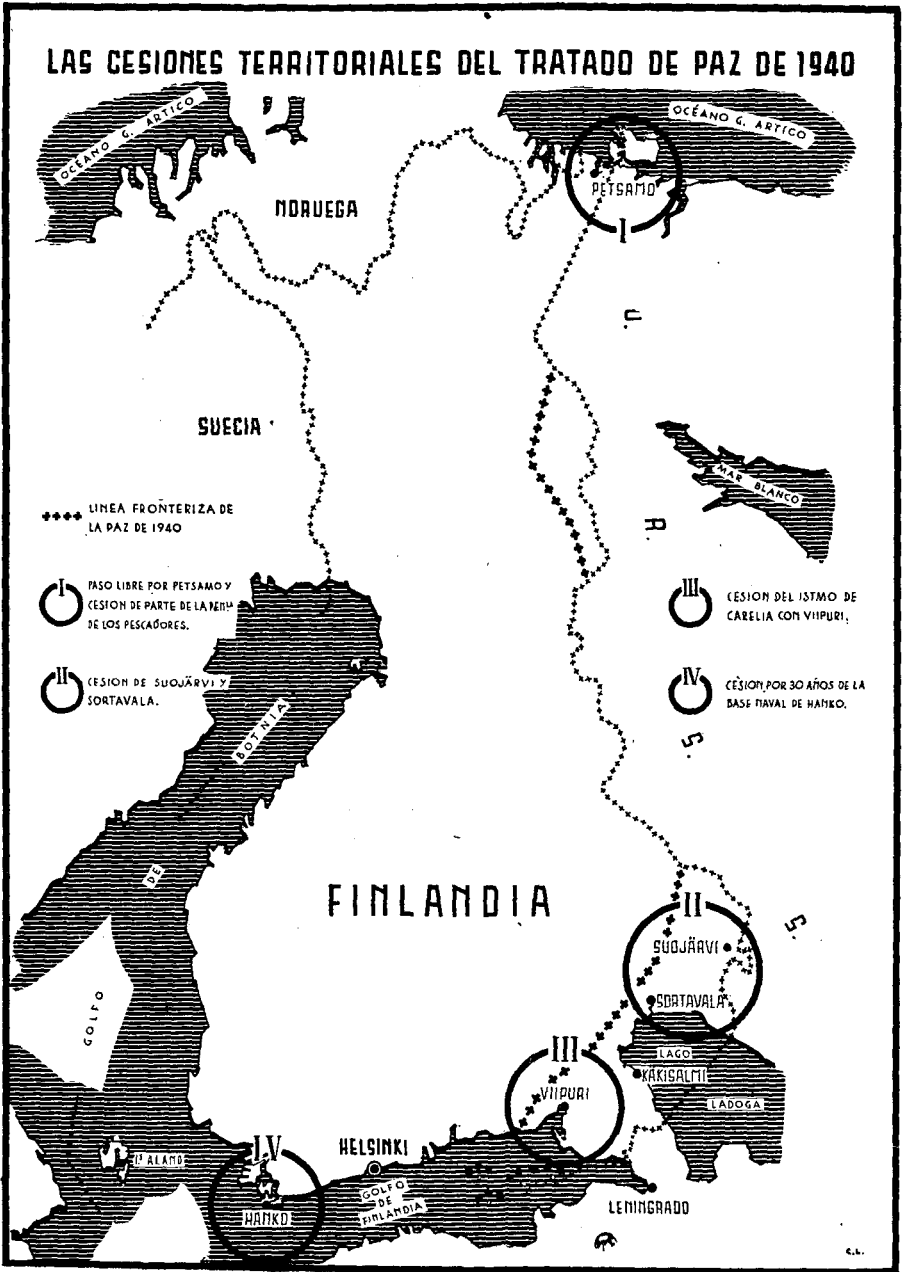 LAS CESIONES TERRITORIALES DEL TRATADO DE PAZ DE 1940
OCÉANO G. ARTICO
OCÉANO G. ARTICO
PETSAMO
I
NORUEGA
U.
SUECIA
MAR BLANCO
LINEA FRONTERIZA DE
LA PAZ DE 1940
R.
I
PASO LIBRE POR PETSAMO Y
CESION DE PARTE DE LA
DE LOS PESCADORES.
III
CESION DEL ISTMO DE
CARELIA CON VIIPURI.
II
CESION DE SUOJÄRVI Y
SORTAVALA.
IV
CESION POR 30 AÑOS DE LA
BASE NAVAL DE HANKO.
S.
GOLFO
DE
BOTNIA
FINLANDIA
S.
II
SUOJÄRVI
SORTAVALA
III
VIIPURI
LAGO
KÄKISALMI
LADOGA
Iˢ ALAND
IV
HANKO
HELSINKI
GOLFO
DE
FINLANDIA
LENINGRADO
C.L.